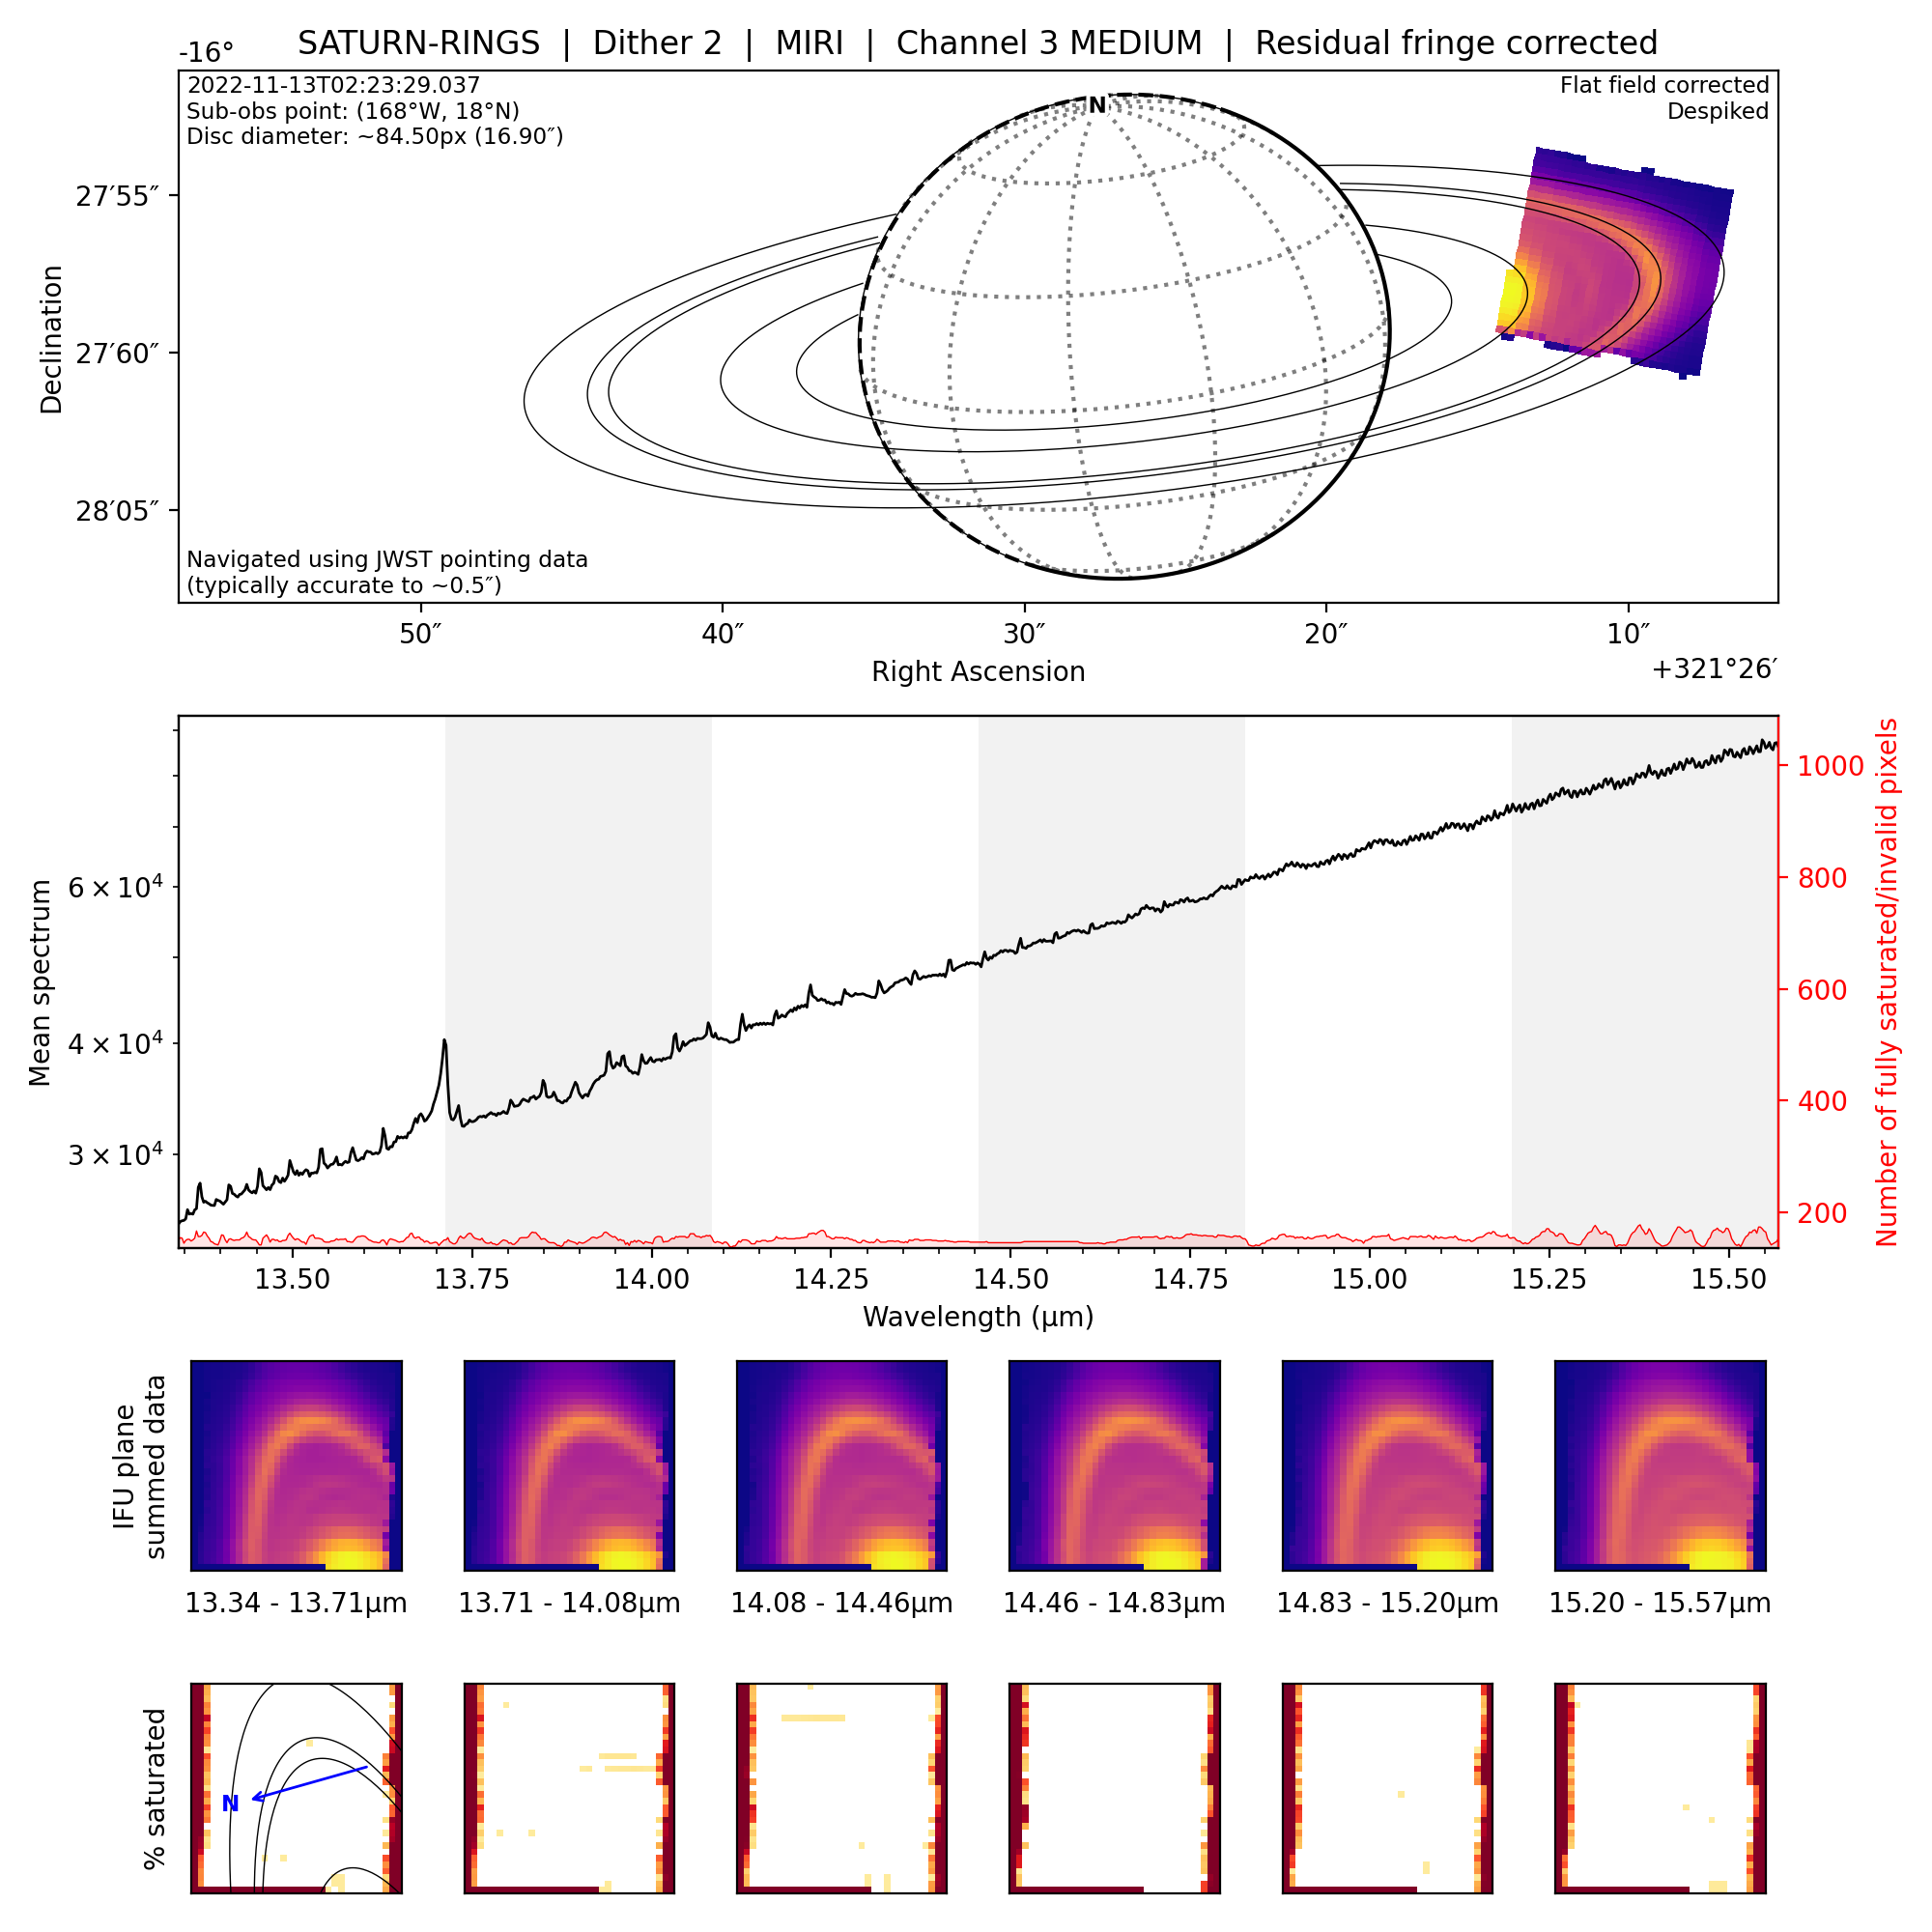 SATURN-RINGS | Dither 2 | MIRI | Channel 3 MEDIUM | Residual fringe corrected
-16°
2022-11-13T02:23:29.037
Sub-obs point: (168°W, 18°N)
Disc diameter: ~84.50px (16.90″)
Flat field corrected
Despiked
N
27′55″
27′60″
28′05″
Declination
Navigated using JWST pointing data
(typically accurate to ~0.5″)
50″ 40″ 30″ 20″ 10″
Right Ascension
+321°26′
Mean spectrum
6 × 10⁴
4 × 10⁴
3 × 10⁴
1000
800
600
400
200
Number of fully saturated/invalid pixels
13.50 13.75 14.00 14.25 14.50 14.75 15.00 15.25 15.50
Wavelength (µm)
IFU plane
summed data
13.34 - 13.71µm 13.71 - 14.08µm 14.08 - 14.46µm 14.46 - 14.83µm 14.83 - 15.20µm 15.20 - 15.57µm
% saturated
N